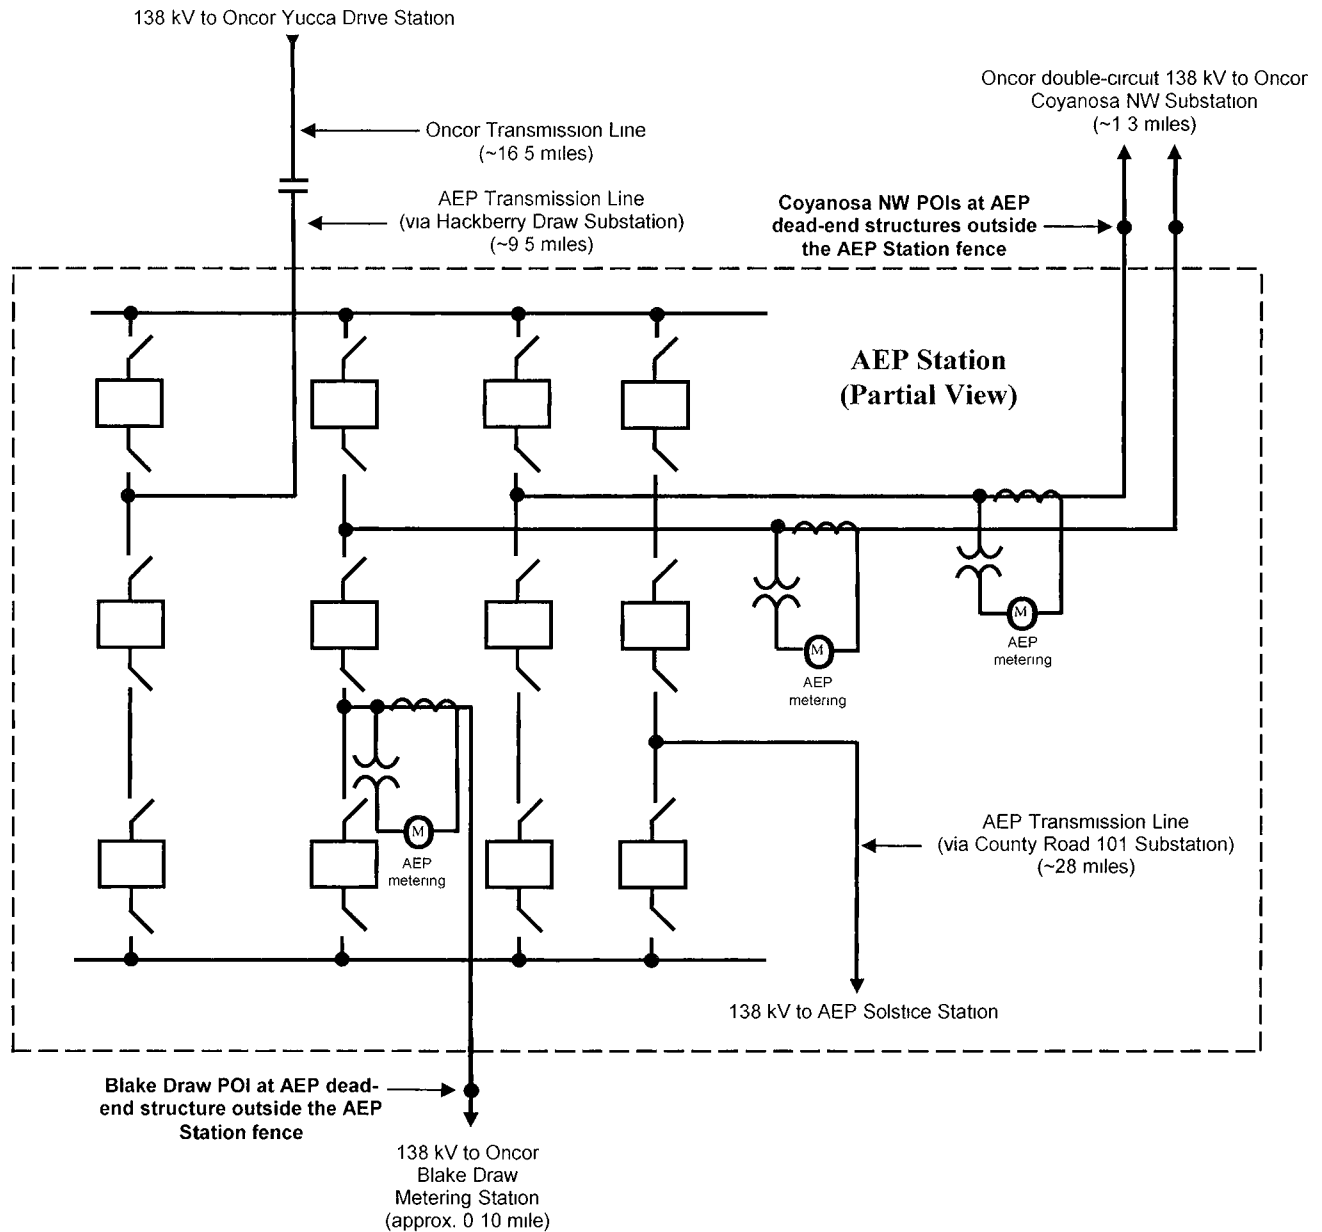 138 kV to Oncor Yucca Drive Station
Oncor double-circuit 138 kV to Oncor
Coyanosa NW Substation
(~1 3 miles)
Oncor Transmission Line
(~16 5 miles)
AEP Transmission Line
(via Hackberry Draw Substation)
(~9 5 miles)
Coyanosa NW POIs at AEP
dead-end structures outside
the AEP Station fence
AEP Station
(Partial View)
M
AEP
metering
M
AEP
metering
M
AEP
metering
AEP Transmission Line
(via County Road 101 Substation)
(~28 miles)
138 kV to AEP Solstice Station
Blake Draw POI at AEP dead-
end structure outside the AEP
Station fence
138 kV to Oncor
Blake Draw
Metering Station
(approx. 0 10 mile)